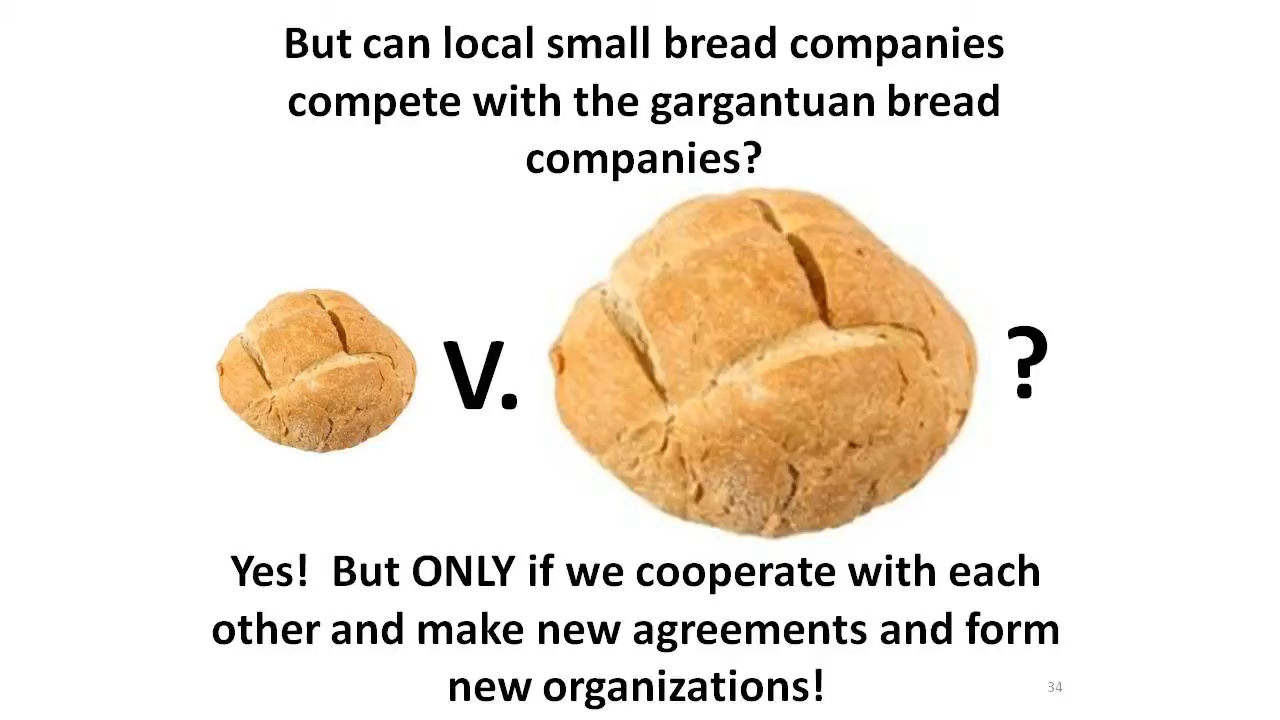 But can local small bread companies
compete with the gargantuan bread
companies?
V.
?
Yes!  But ONLY if we cooperate with each
other and make new agreements and form
new organizations!
34